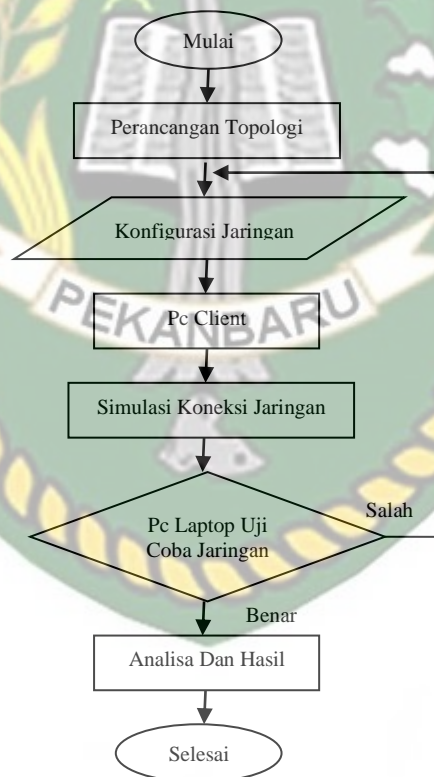 Mulai
Perancangan Topologi
Konfigurasi Jaringan
PEKANBARU
Pc Client
Simulasi Koneksi Jaringan
Pc Laptop Uji
Coba Jaringan
Salah
Benar
Analisa Dan Hasil
Selesai